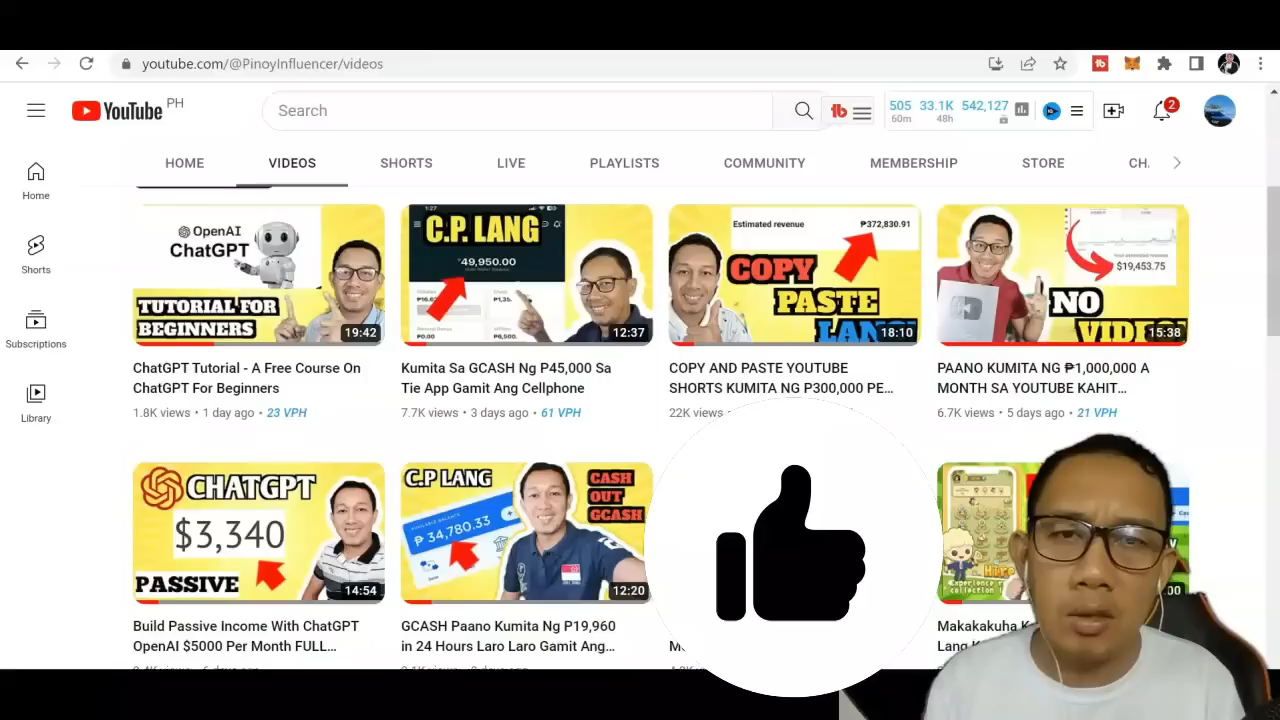 youtube.com/@PinoyInfluencer/videos
YouTube PH
Search
505 33.1K 542,127
60m 48h
2
HOME VIDEOS SHORTS LIVE PLAYLISTS COMMUNITY MEMBERSHIP STORE CH.
Home
Shorts
Subscriptions
Library
OpenAI
ChatGPT
TUTORIAL FOR
BEGINNERS
19:42
ChatGPT Tutorial - A Free Course On
ChatGPT For Beginners
1.8K views • 1 day ago • 23 VPH
1:27
C.P. LANG
49,950.00
12:37
Kumita Sa GCASH Ng P45,000 Sa
Tie App Gamit Ang Cellphone
7.7K views • 3 days ago • 61 VPH
Estimated revenue ₱372,830.91
COPY
PASTE
LANG
18:10
COPY AND PASTE YOUTUBE
SHORTS KUMITA NG P300,000 PE…
22K views
$19,453.75
NO
VIDEO
15:38
PAANO KUMITA NG ₱1,000,000 A
MONTH SA YOUTUBE KAHIT…
6.7K views • 5 days ago • 21 VPH
CHATGPT
$3,340
PASSIVE
14:54
Build Passive Income With ChatGPT
OpenAI $5000 Per Month FULL…
C.P LANG
CASH
OUT
GCASH
₱ 34,780.33
12:20
GCASH Paano Kumita Ng P19,960
in 24 Hours Laro Laro Gamit Ang…
Hire
Makakakuha
Lang